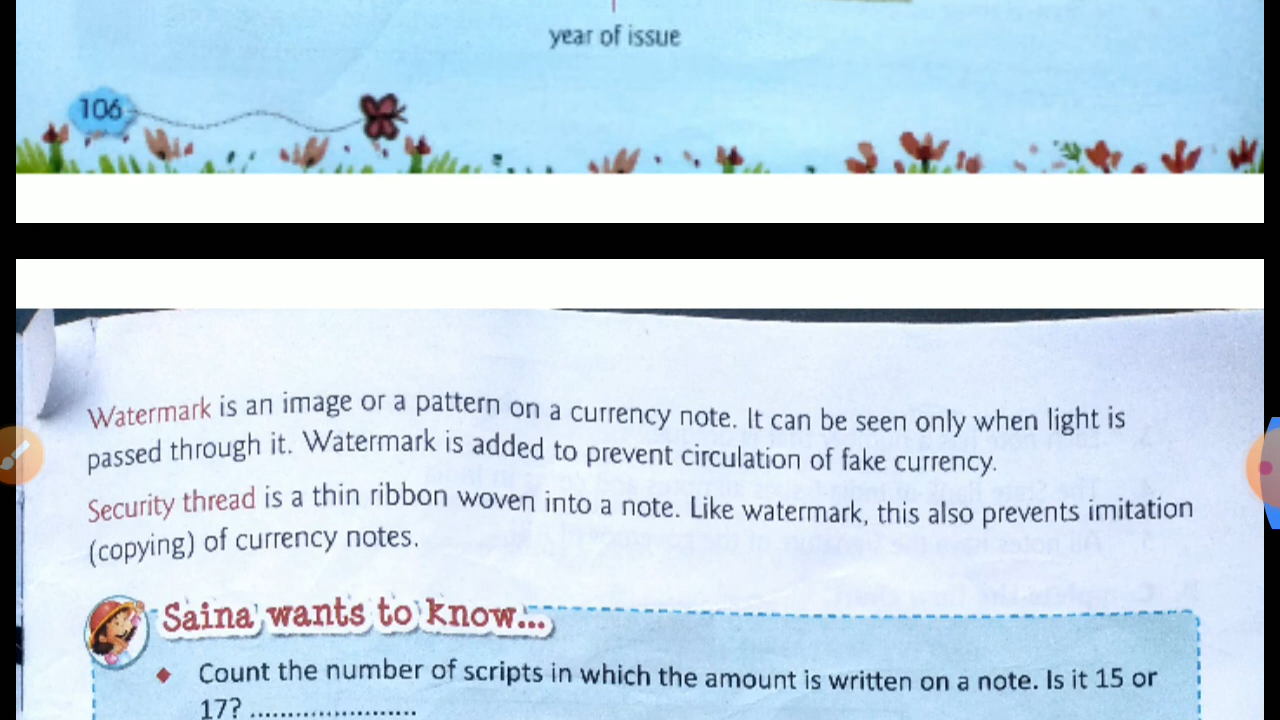 year of issue
106
Watermark is an image or a pattern on a currency note. It can be seen only when light is
passed through it. Watermark is added to prevent circulation of fake currency.
Security thread is a thin ribbon woven into a note. Like watermark, this also prevents imitation
(copying) of currency notes.
Saina wants to know...
Count the number of scripts in which the amount is written on a note. Is it 15 or
17? ......................